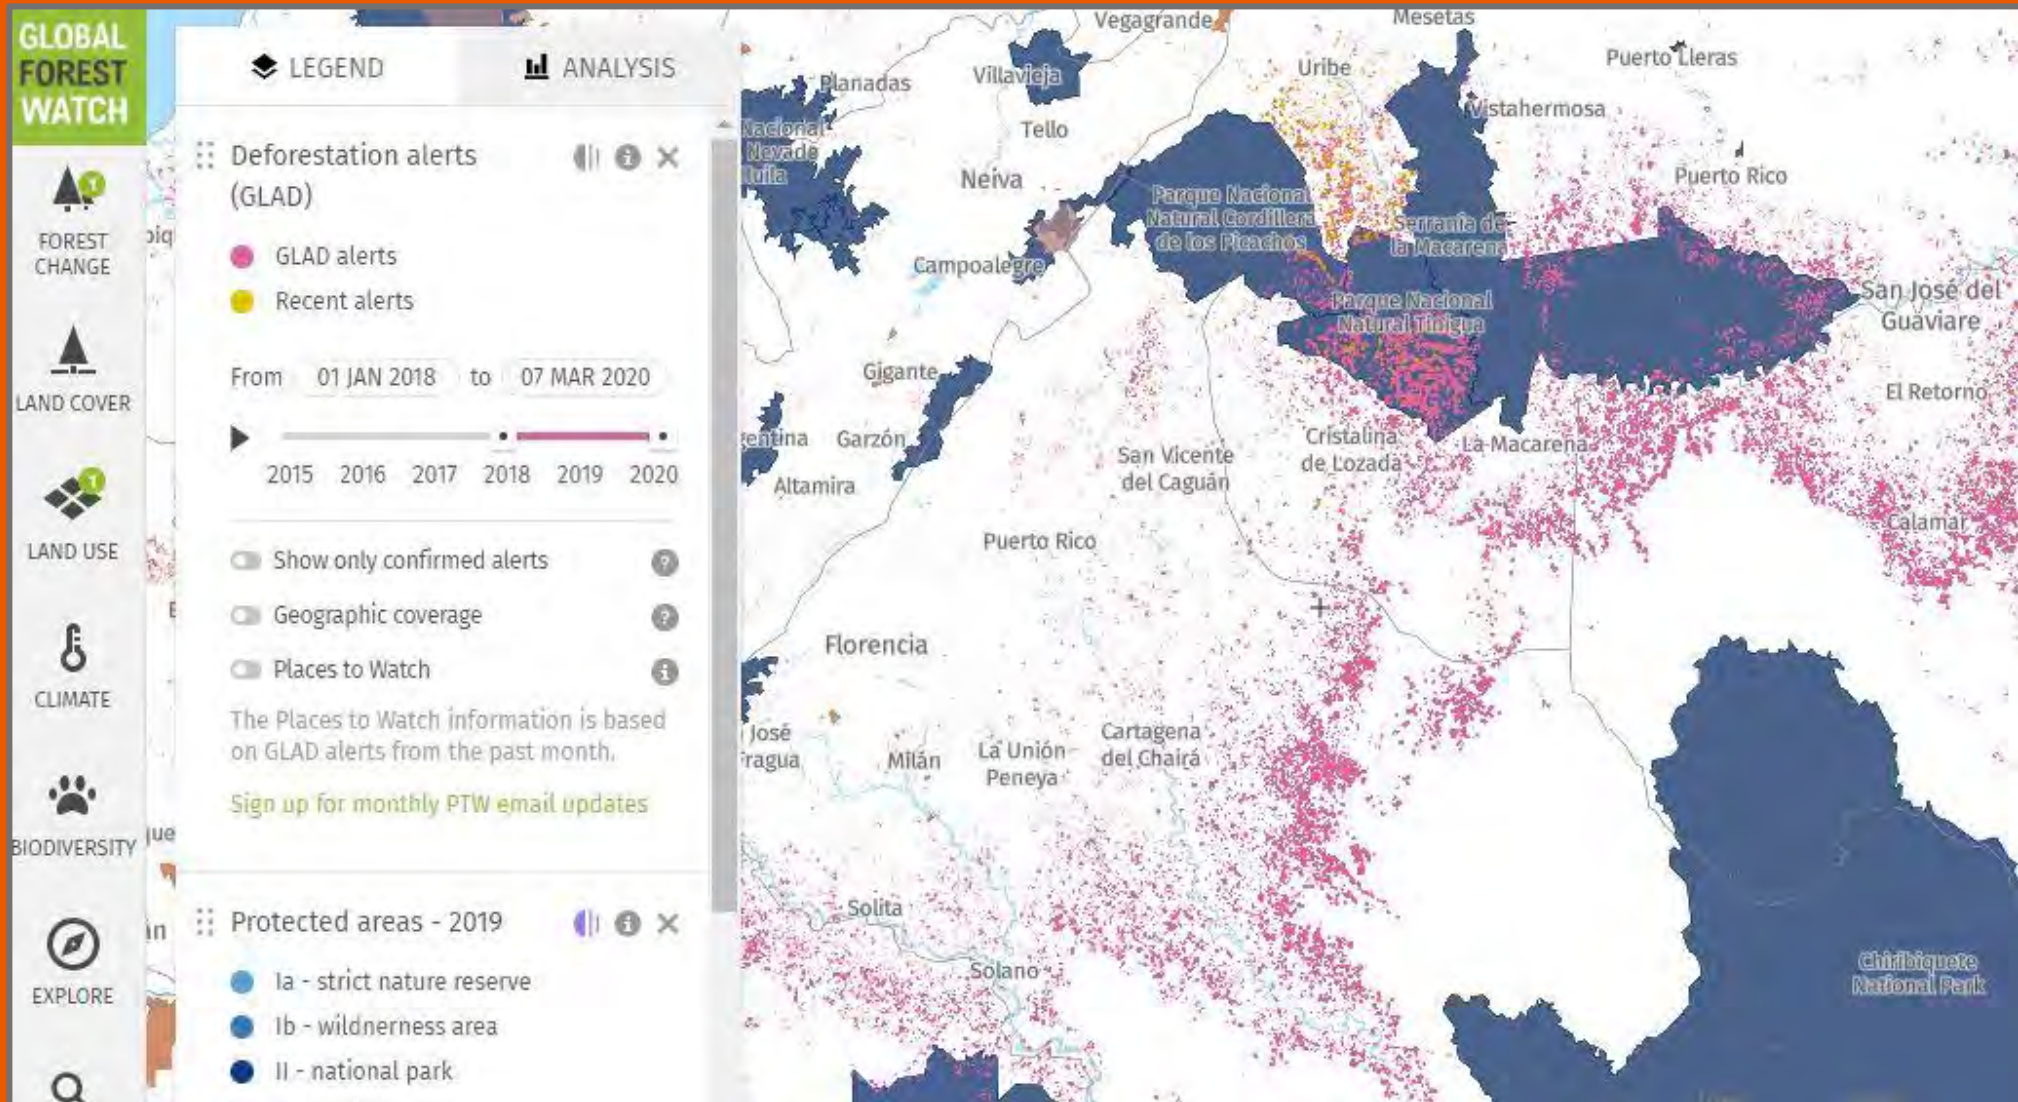 GLOBAL
FOREST
WATCH
FOREST
CHANGE
LAND COVER
LAND USE
CLIMATE
BIODIVERSITY
EXPLORE
LEGEND
ANALYSIS
Deforestation alerts
(GLAD)
GLAD alerts
Recent alerts
From 01 JAN 2018 to 07 MAR 2020
2015 2016 2017 2018 2019 2020
Show only confirmed alerts
Geographic coverage
Places to Watch
The Places to Watch information is based
on GLAD alerts from the past month.
Sign up for monthly PTW email updates
Protected areas - 2019
Ia - strict nature reserve
Ib - wildnerness area
II - national park
Vegagrande
Mesetas
Planadas
Villavieja
Uribe
Puerto Lleras
Vistahermosa
Nacional
Nevado
Tello
Neiva
Puerto Rico
Parque Nacional
Natural Cordillera
de los Picachos
Serranía de
la Macarena
Campoalegre
Parque Nacional
Natural Tinigua
San José del
Guaviare
Gigante
El Retorno
Garzón
Altamira
San Vicente
del Caguán
Cristalina
de Lozada
La Macarena
Calamar
Puerto Rico
Florencia
José
Milán
La Unión
Peneya
Cartagena
del Chairá
Solita
Solano
Chiribiquete
National Park